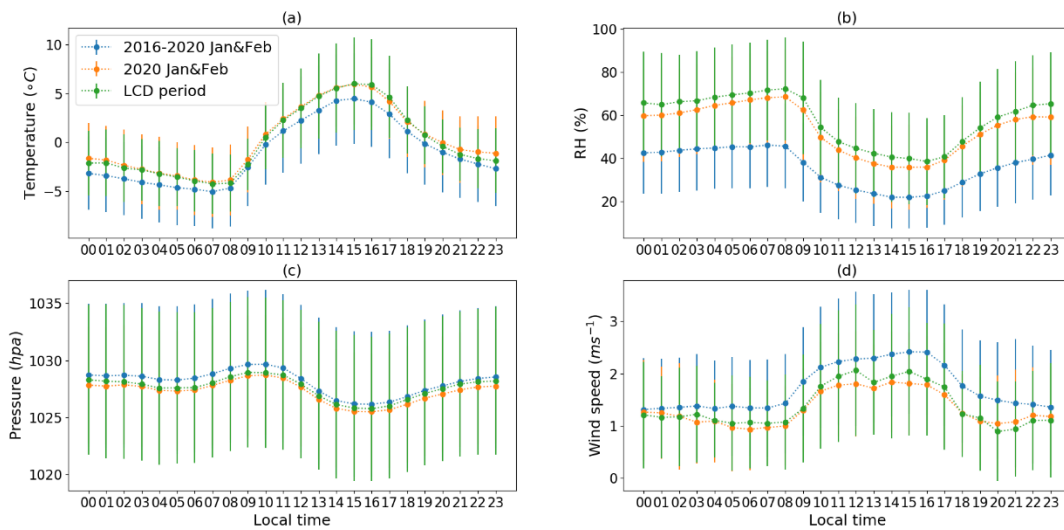 (a)
Temperature (∘C)
10
5
0
−5
2016-2020 Jan&Feb
2020 Jan&Feb
LCD period
00 01 02 03 04 05 06 07 08 09 10 11 12 13 14 15 16 17 18 19 20 21 22 23
(b)
RH (%)
100
80
60
40
20
00 01 02 03 04 05 06 07 08 09 10 11 12 13 14 15 16 17 18 19 20 21 22 23
(c)
Pressure (hpa)
1035
1030
1025
1020
00 01 02 03 04 05 06 07 08 09 10 11 12 13 14 15 16 17 18 19 20 21 22 23
Local time
(d)
Wind speed (ms⁻¹)
3
2
1
0
00 01 02 03 04 05 06 07 08 09 10 11 12 13 14 15 16 17 18 19 20 21 22 23
Local time